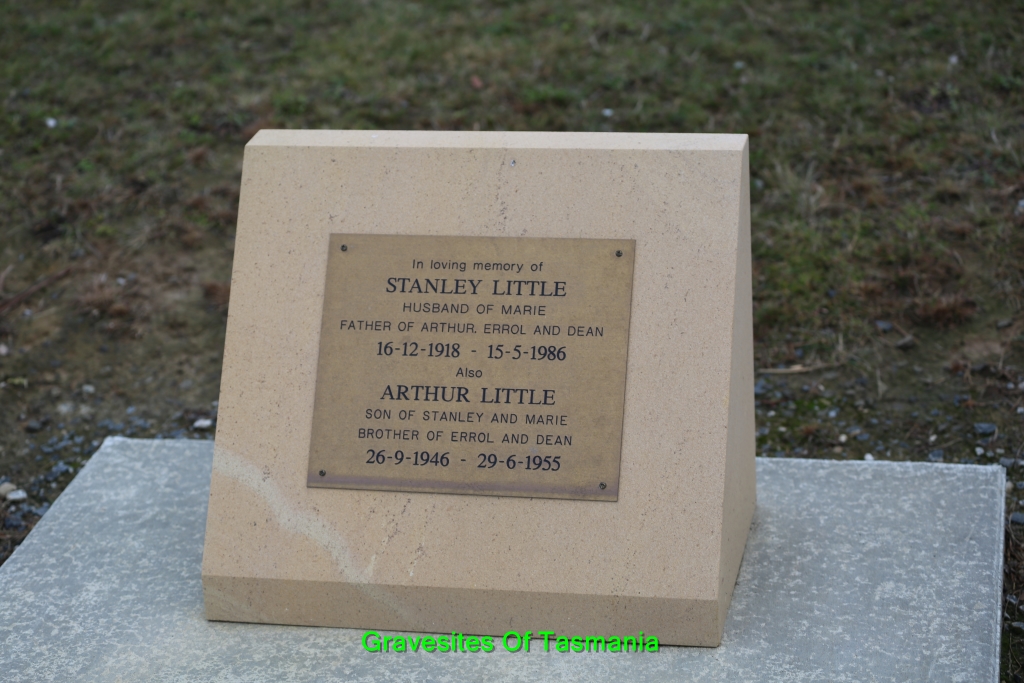 In loving memory of
STANLEY LITTLE
HUSBAND OF MARIE
FATHER OF ARTHUR, ERROL AND DEAN
16-12-1918 - 15-5-1986
Also
ARTHUR LITTLE
SON OF STANLEY AND MARIE
BROTHER OF ERROL AND DEAN
26-9-1946 - 29-6-1955
Gravesites Of Tasmania